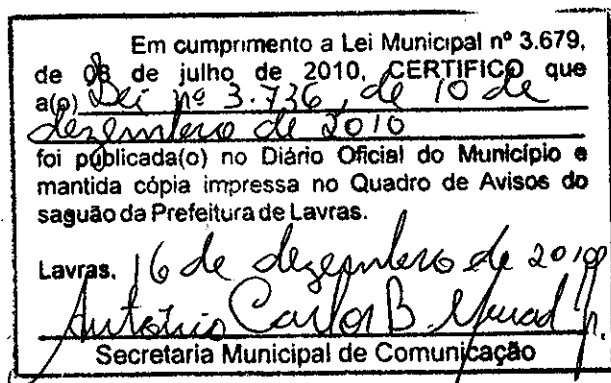 Em cumprimento a Lei Municipal nº 3.679,
de 08 de julho de 2010, CERTIFICO que
a(o) Lei nº 3.736, de 10 de
dezembro de 2010
foi publicada(o) no Diário Oficial do Município e
mantida cópia impressa no Quadro de Avisos do
saguão da Prefeitura de Lavras.
Lavras, 16 de dezembro de 2010
Antônio Carlos B. Murad Jr.
Secretaria Municipal de Comunicação